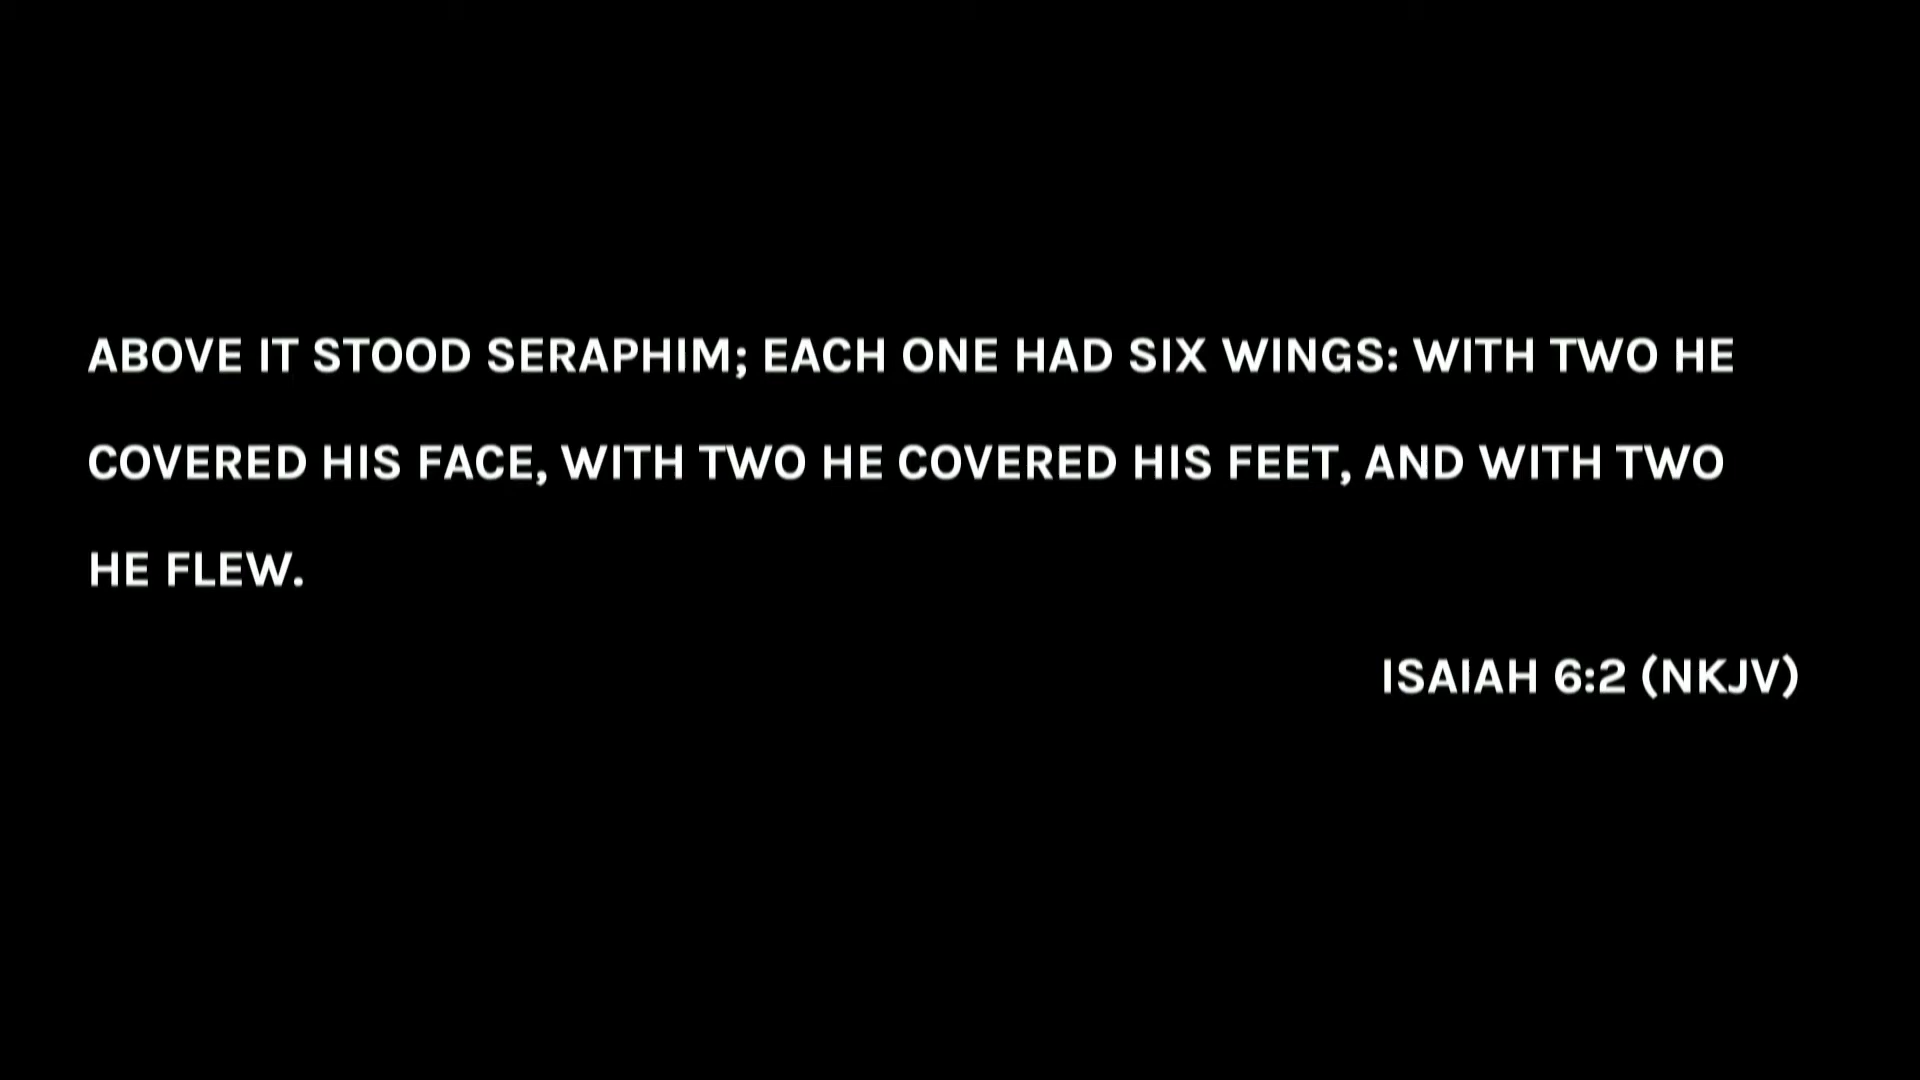 ABOVE IT STOOD SERAPHIM; EACH ONE HAD SIX WINGS: WITH TWO HE
COVERED HIS FACE, WITH TWO HE COVERED HIS FEET, AND WITH TWO
HE FLEW.
ISAIAH 6:2 (NKJV)